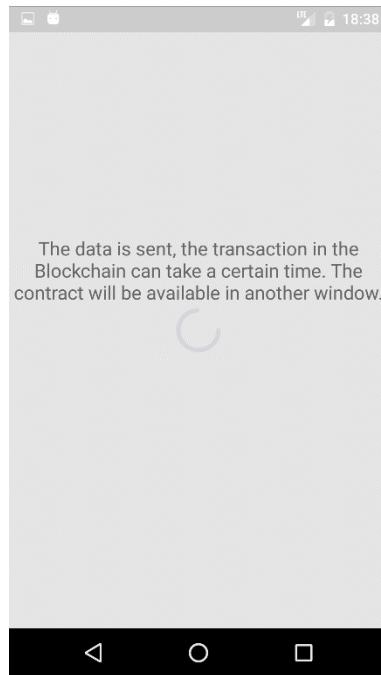 LTE 18:38
The data is sent, the transaction in the
Blockchain can take a certain time. The
contract will be available in another window.